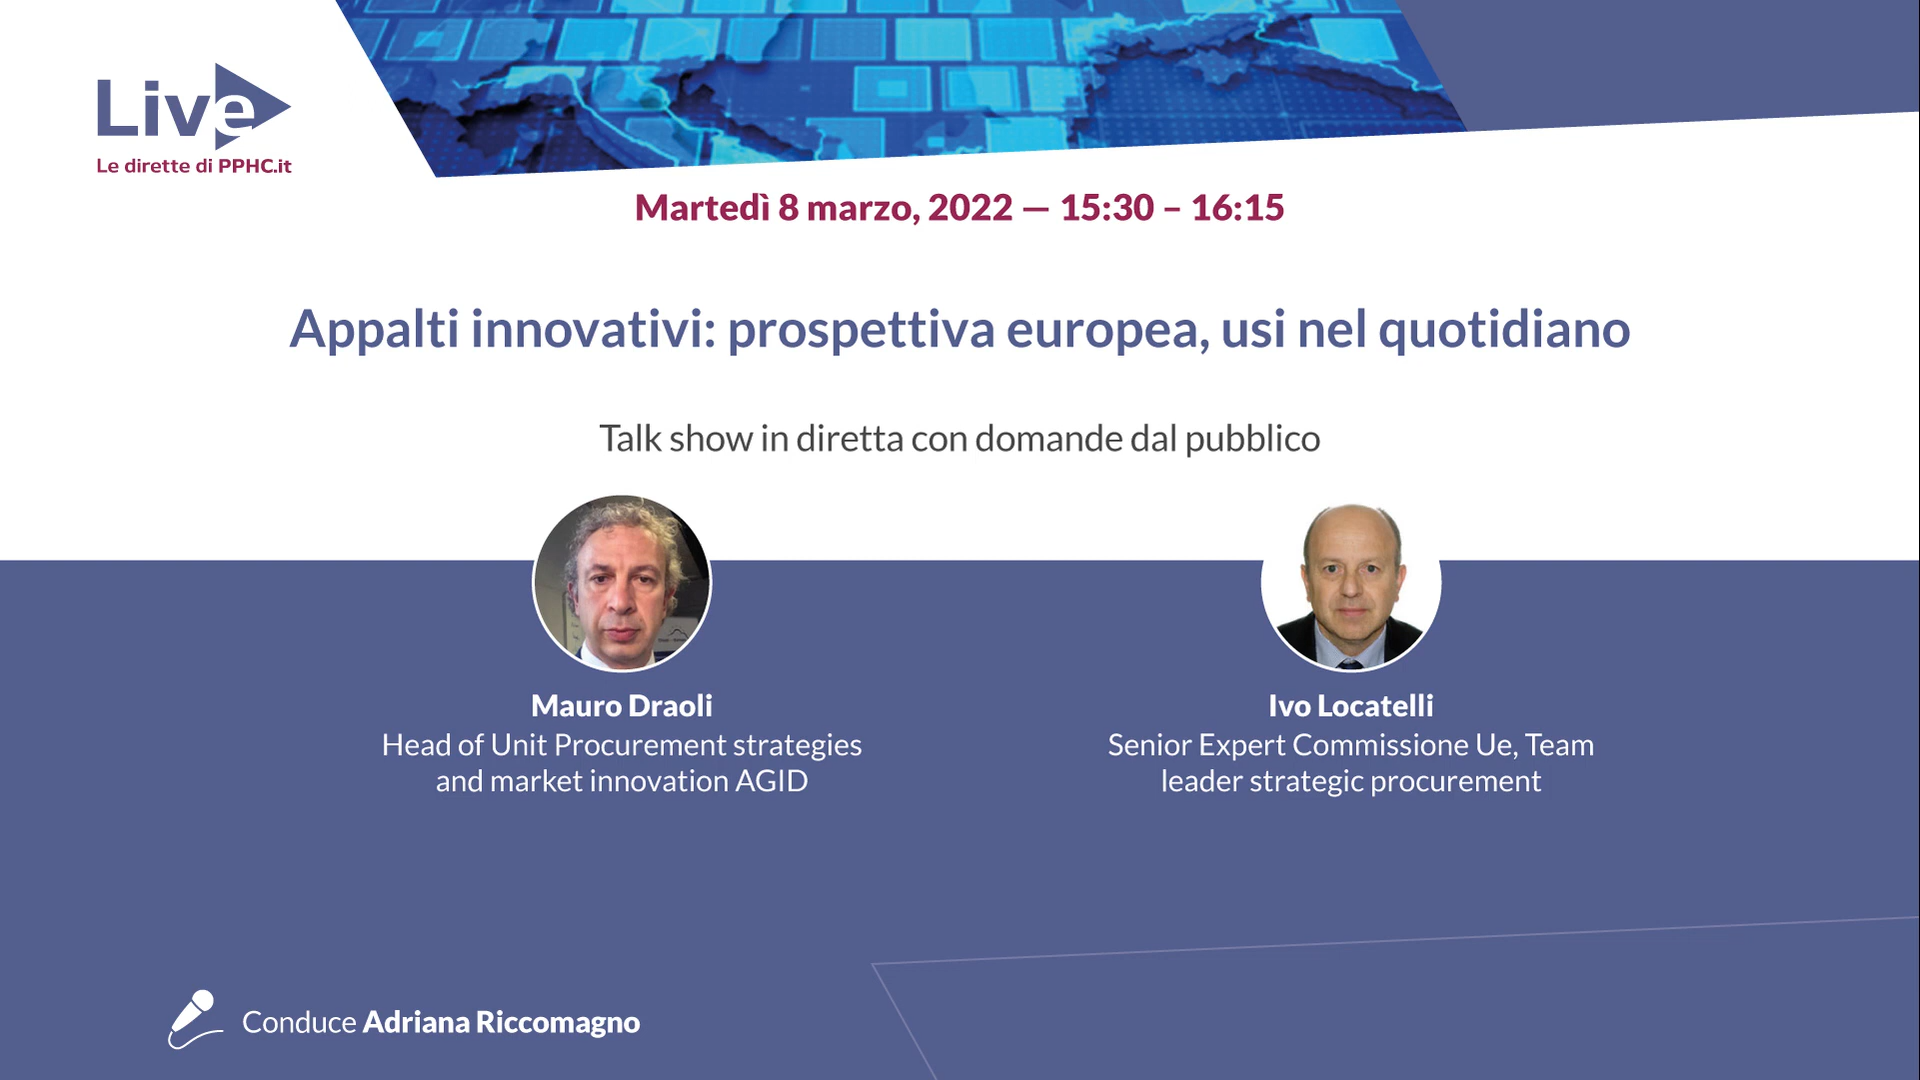 Live
Le dirette di PPHC.it
Martedì 8 marzo, 2022 — 15:30 – 16:15
Appalti innovativi: prospettiva europea, usi nel quotidiano
Talk show in diretta con domande dal pubblico
Mauro Draoli
Head of Unit Procurement strategies
and market innovation AGID
Ivo Locatelli
Senior Expert Commissione Ue, Team
leader strategic procurement
Conduce Adriana Riccomagno